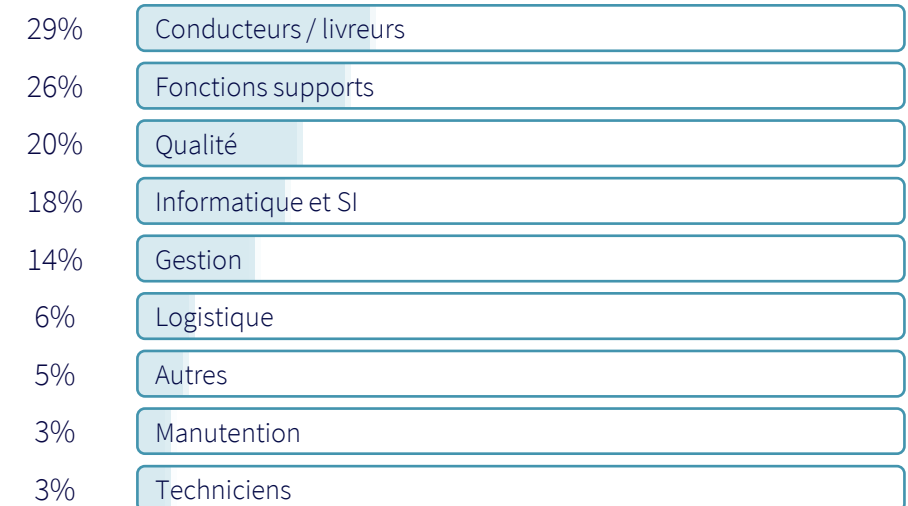 29% Conducteurs / livreurs
26% Fonctions supports
20% Qualité
18% Informatique et SI
14% Gestion
6% Logistique
5% Autres
3% Manutention
3% Techniciens